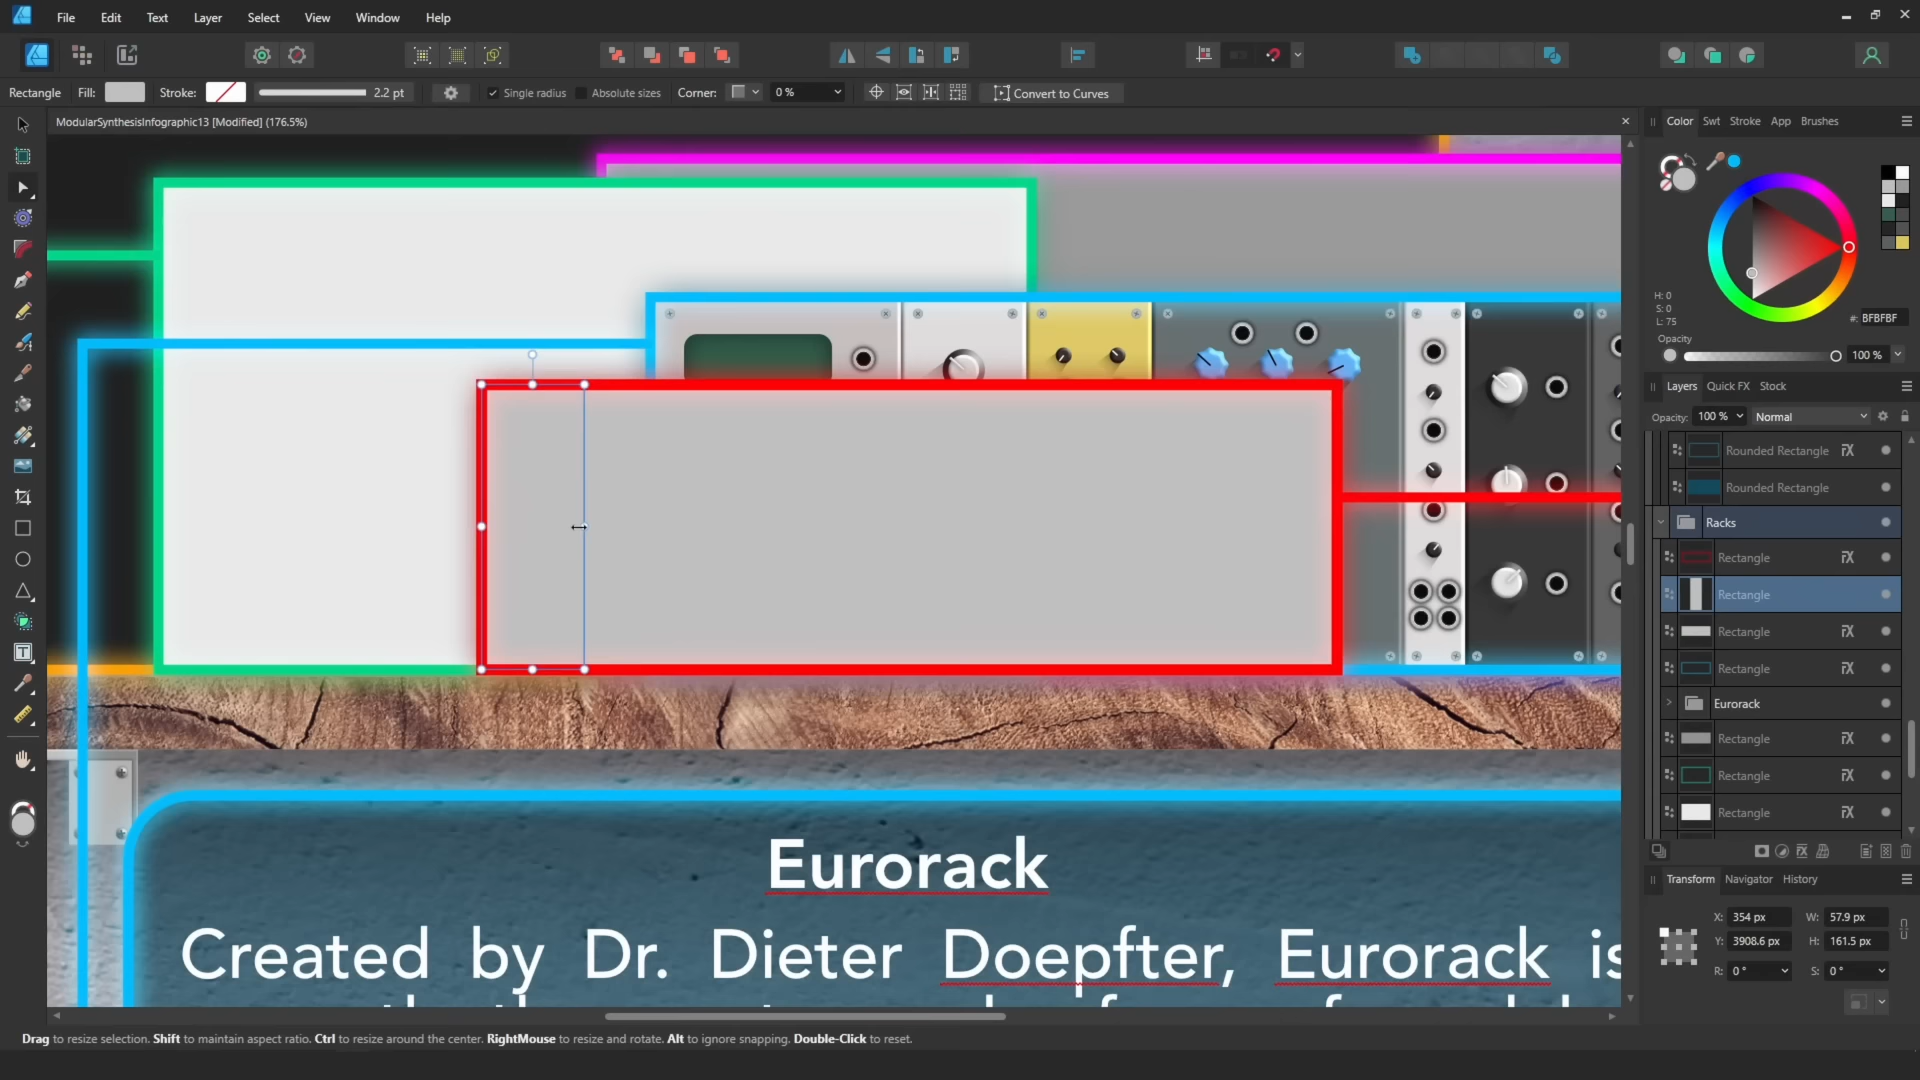 File Edit Text Layer Select View Window Help
Rectangle Fill: Stroke: 2.2 pt Single radius Absolute sizes Corner: 0 % Convert to Curves
ModularSynthesisInfographic13 [Modified] (176.5%)
Color Swt Stroke App Brushes
H: 0
S: 0
L: 75
#: BFBFBF
Opacity
100 %
Layers Quick FX Stock
Opacity: 100 % Normal
Rounded Rectangle
Rounded Rectangle
Racks
Rectangle
Rectangle
Rectangle
Rectangle
Eurorack
Rectangle
Rectangle
Rectangle
Eurorack
Created by Dr. Dieter Doepfter, Eurorack is
Transform Navigator History
X: 354 px W: 57.9 px
Y: 3908.6 px H: 161.5 px
R: 0 ° S: 0 °
Drag to resize selection. Shift to maintain aspect ratio. Ctrl to resize around the center. RightMouse to resize and rotate. Alt to ignore snapping. Double-Click to reset.